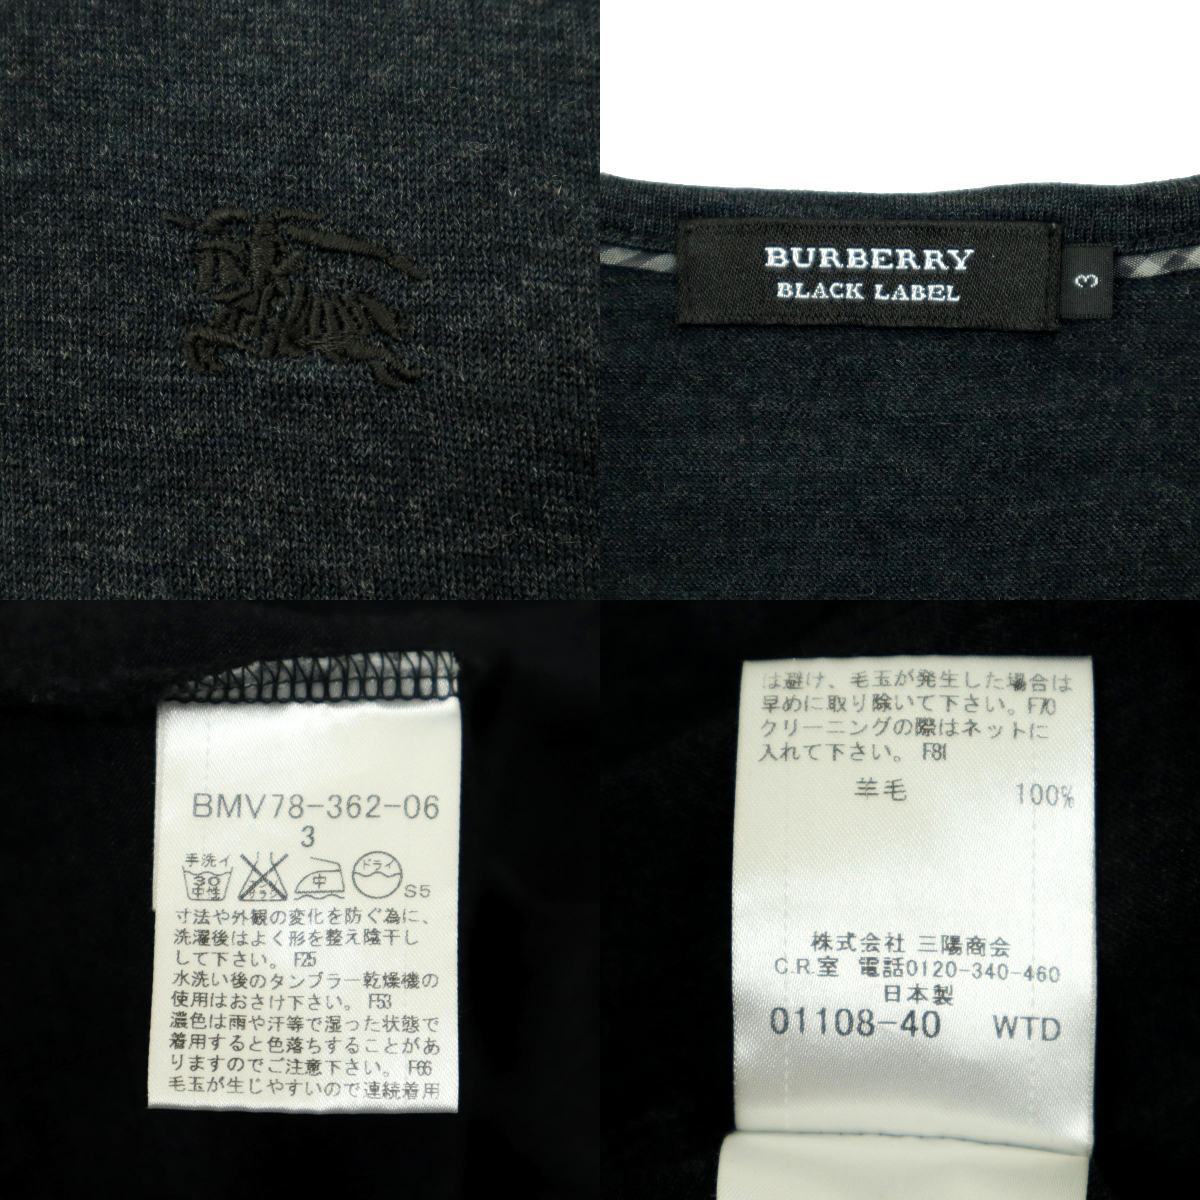 BURBERRY
BLACK LABEL
3
BMV78-362-06
3
手洗イ
30
中性
エンソ
サラシ
中
ドライ
S5
寸法や外観の変化を防ぐ為に、
洗濯後はよく形を整え陰干し
して下さい。 F25
水洗い後のタンブラー乾燥機の
使用はおさけ下さい。 F53
濃色は雨や汗等で湿った状態で
着用すると色落ちすることがあ
りますのでご注意下さい。 F66
毛玉が生じやすいので連続着用
は避け、毛玉が発生した場合は
早めに取り除いて下さい。F70
クリーニングの際はネットに
入れて下さい。 F81
羊毛 100%
株式会社 三陽商会
C.R.室 電話0120-340-460
日本製
01108-40 WTD